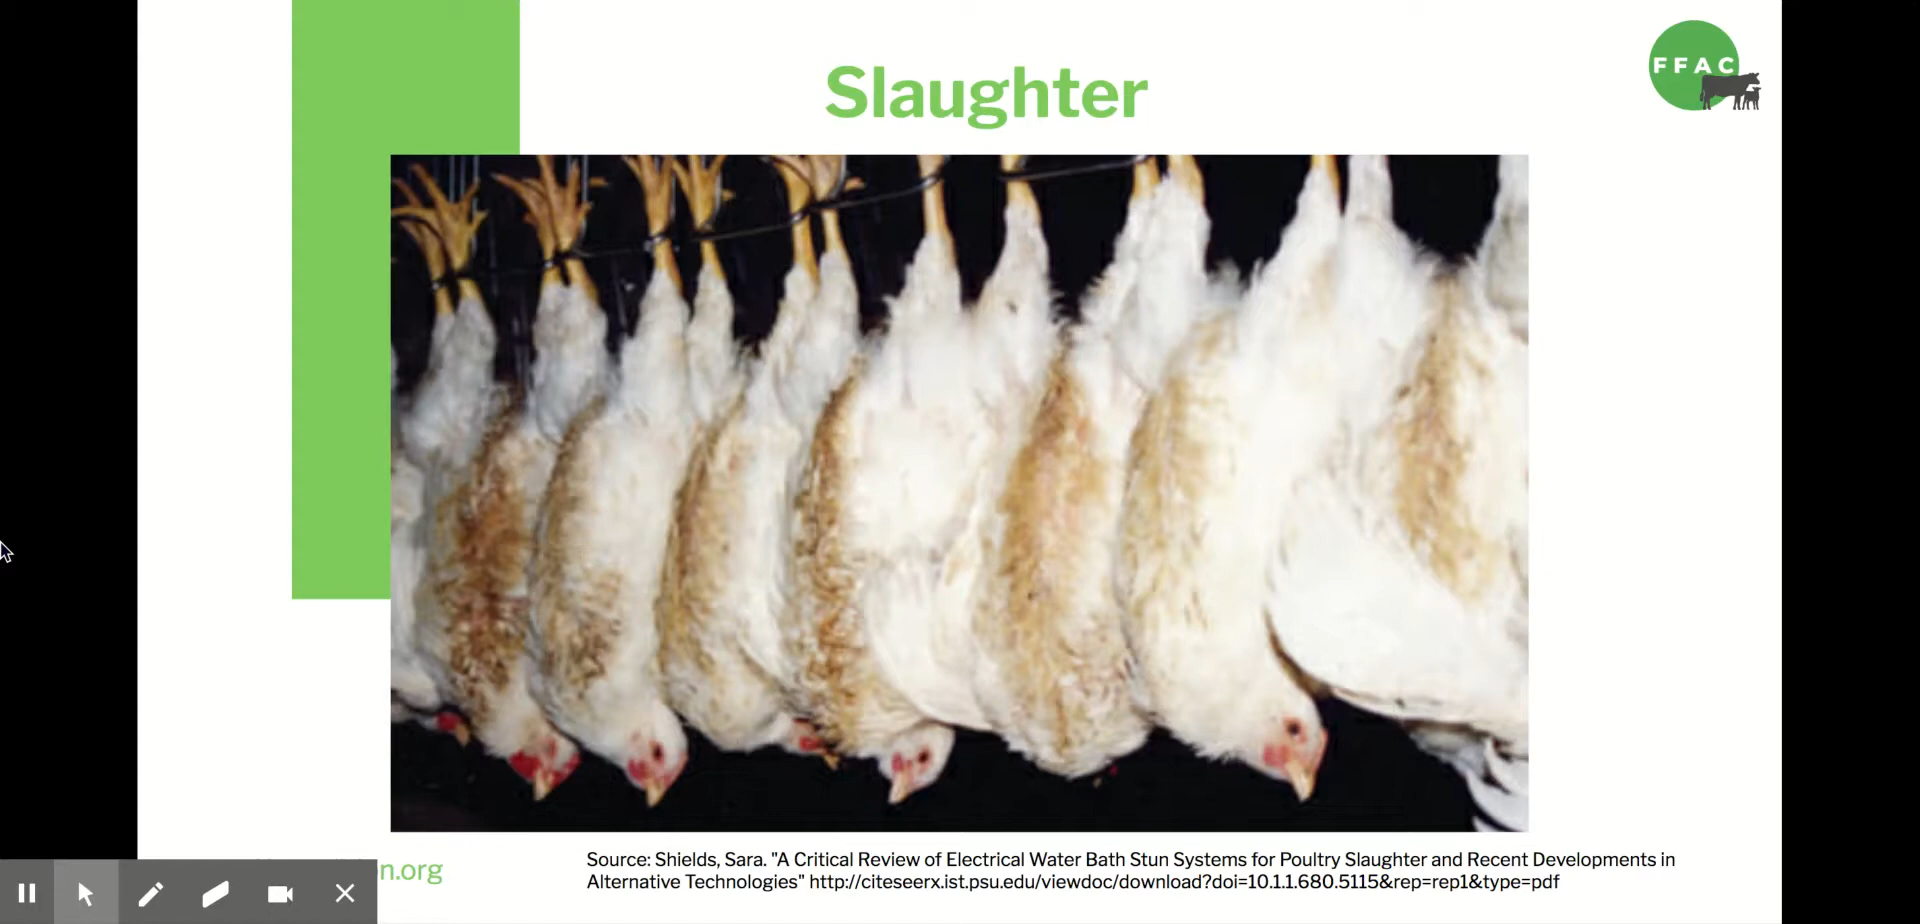 Slaughter
FFAC
n.org
Source: Shields, Sara. "A Critical Review of Electrical Water Bath Stun Systems for Poultry Slaughter and Recent Developments in
Alternative Technologies" http://citeseerx.ist.psu.edu/viewdoc/download?doi=10.1.1.680.5115&rep=rep1&type=pdf